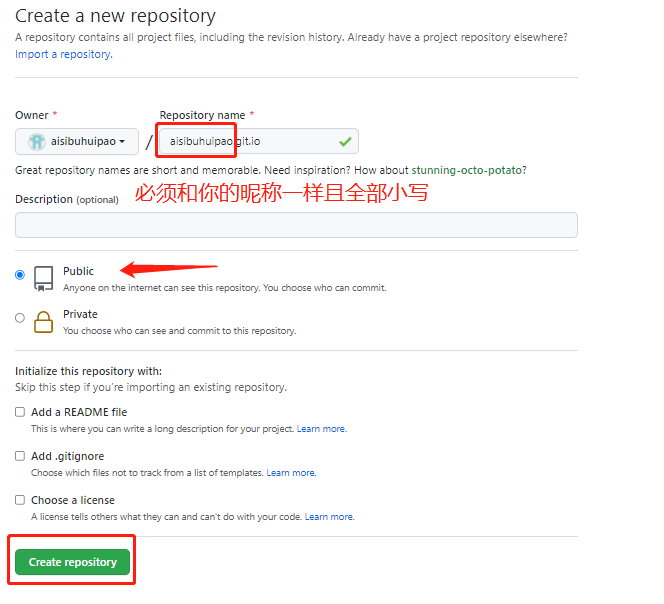 Create a new repository
A repository contains all project files, including the revision history. Already have a project repository elsewhere?
Import a repository.
Owner *
Repository name *
aisibuhuipao
/
aisibuhuipao.git.io
Great repository names are short and memorable. Need inspiration? How about stunning-octo-potato?
Description (optional)
必须和你的昵称一样且全部小写
Public
Anyone on the internet can see this repository. You choose who can commit.
Private
You choose who can see and commit to this repository.
Initialize this repository with:
Skip this step if you're importing an existing repository.
Add a README file
This is where you can write a long description for your project. Learn more.
Add .gitignore
Choose which files not to track from a list of templates. Learn more.
Choose a license
A license tells others what they can and can't do with your code. Learn more.
Create repository